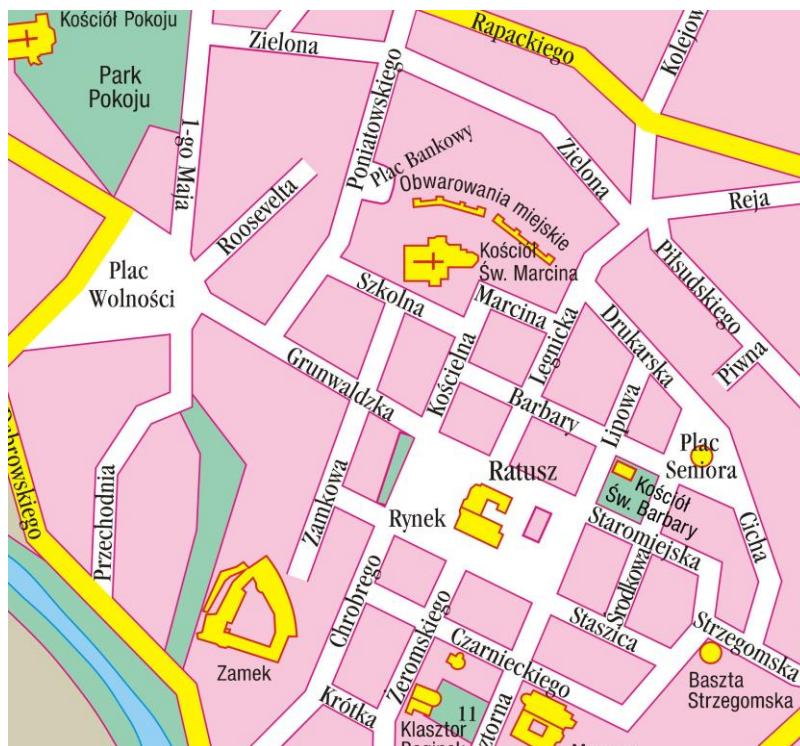 Kościół Pokoju
Zielona
Rapackiego
Kolejow
Park
Pokoju
1-go Maja
Poniatowskiego
Plac Bankowy
Zielona
Obwarowania miejskie
Roosevelta
Reja
Kościół
Św. Marcina
Piłsudskiego
Plac
Wolności
Szkolna
Marcina
Legnicka
Drukarska
Piwna
Grunwaldzka
Kościelna
Barbary
Lipowa
Plac
Seniora
Ratusz
Kościół
Św. Barbary
Przechodnia
Zamkowa
Rynek
Staromiejska
Cicha
Środkowa
Chrobrego
Staszica
Strzegomska
Żeromskiego
Czarnieckiego
Zamek
Baszta
Strzegomska
Krótka
11
Klasztor